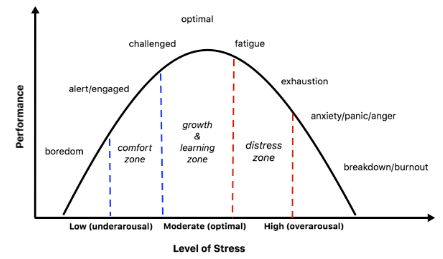 optimal
challenged
fatigue
alert/engaged
exhaustion
anxiety/panic/anger
boredom
comfort
zone
growth
&
learning
zone
distress
zone
breakdown/burnout
Performance
Low (underarousal)
Moderate (optimal)
High (overarousal)
Level of Stress